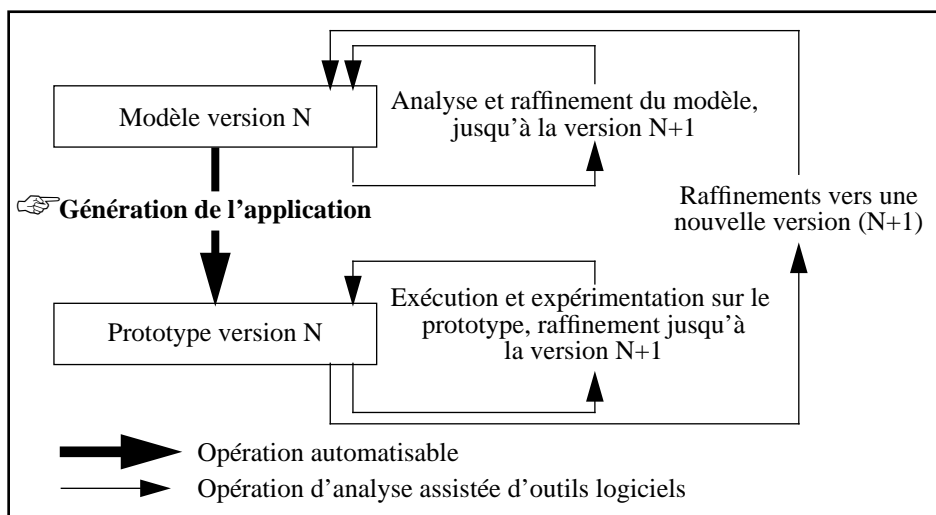 Modèle version N
Analyse et raffinement du modèle,
jusqu'à la version N+1
Génération de l'application
Raffinements vers une
nouvelle version (N+1)
Prototype version N
Exécution et expérimentation sur le
prototype, raffinement jusqu'à
la version N+1
Opération automatisable
Opération d'analyse assistée d'outils logiciels